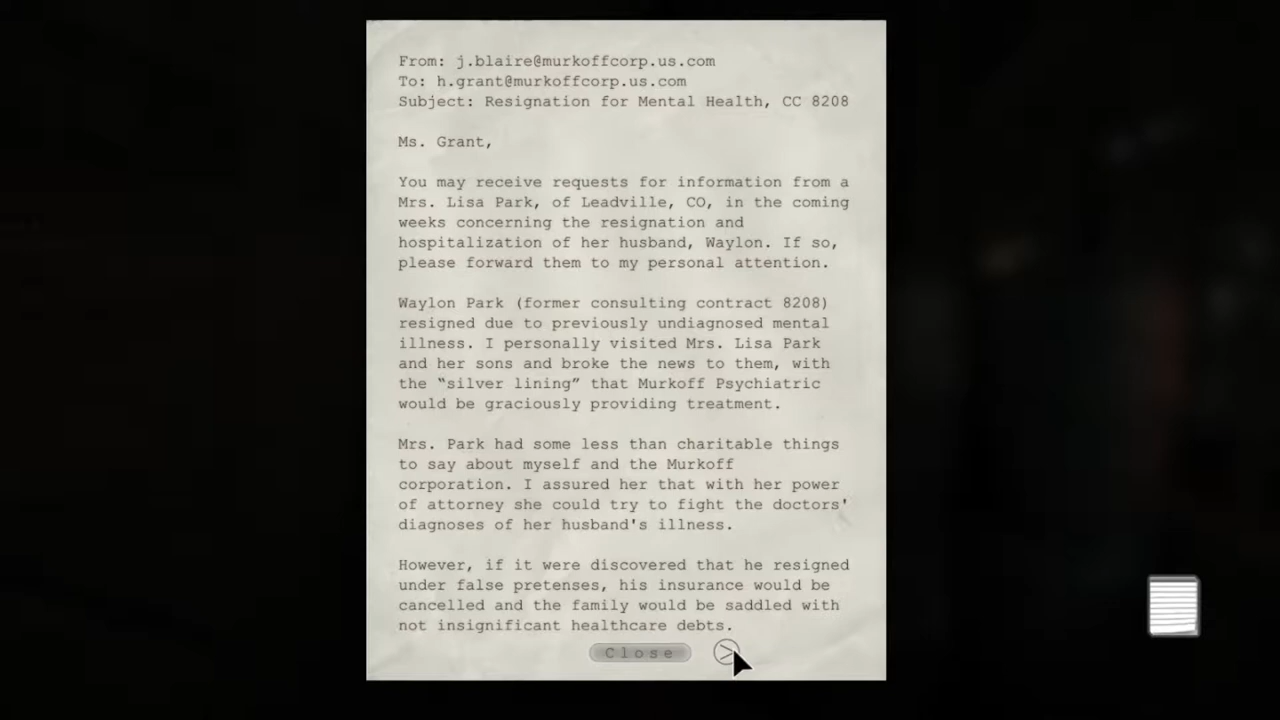 From: j.blaire@murkoffcorp.us.com
To: h.grant@murkoffcorp.us.com
Subject: Resignation for Mental Health, CC 8208
Ms. Grant,
You may receive requests for information from a
Mrs. Lisa Park, of Leadville, CO, in the coming
weeks concerning the resignation and
hospitalization of her husband, Waylon. If so,
please forward them to my personal attention.
Waylon Park (former consulting contract 8208)
resigned due to previously undiagnosed mental
illness. I personally visited Mrs. Lisa Park
and her sons and broke the news to them, with
the “silver lining” that Murkoff Psychiatric
would be graciously providing treatment.
Mrs. Park had some less than charitable things
to say about myself and the Murkoff
corporation. I assured her that with her power
of attorney she could try to fight the doctors'
diagnoses of her husband's illness.
However, if it were discovered that he resigned
under false pretenses, his insurance would be
cancelled and the family would be saddled with
not insignificant healthcare debts.
Close >